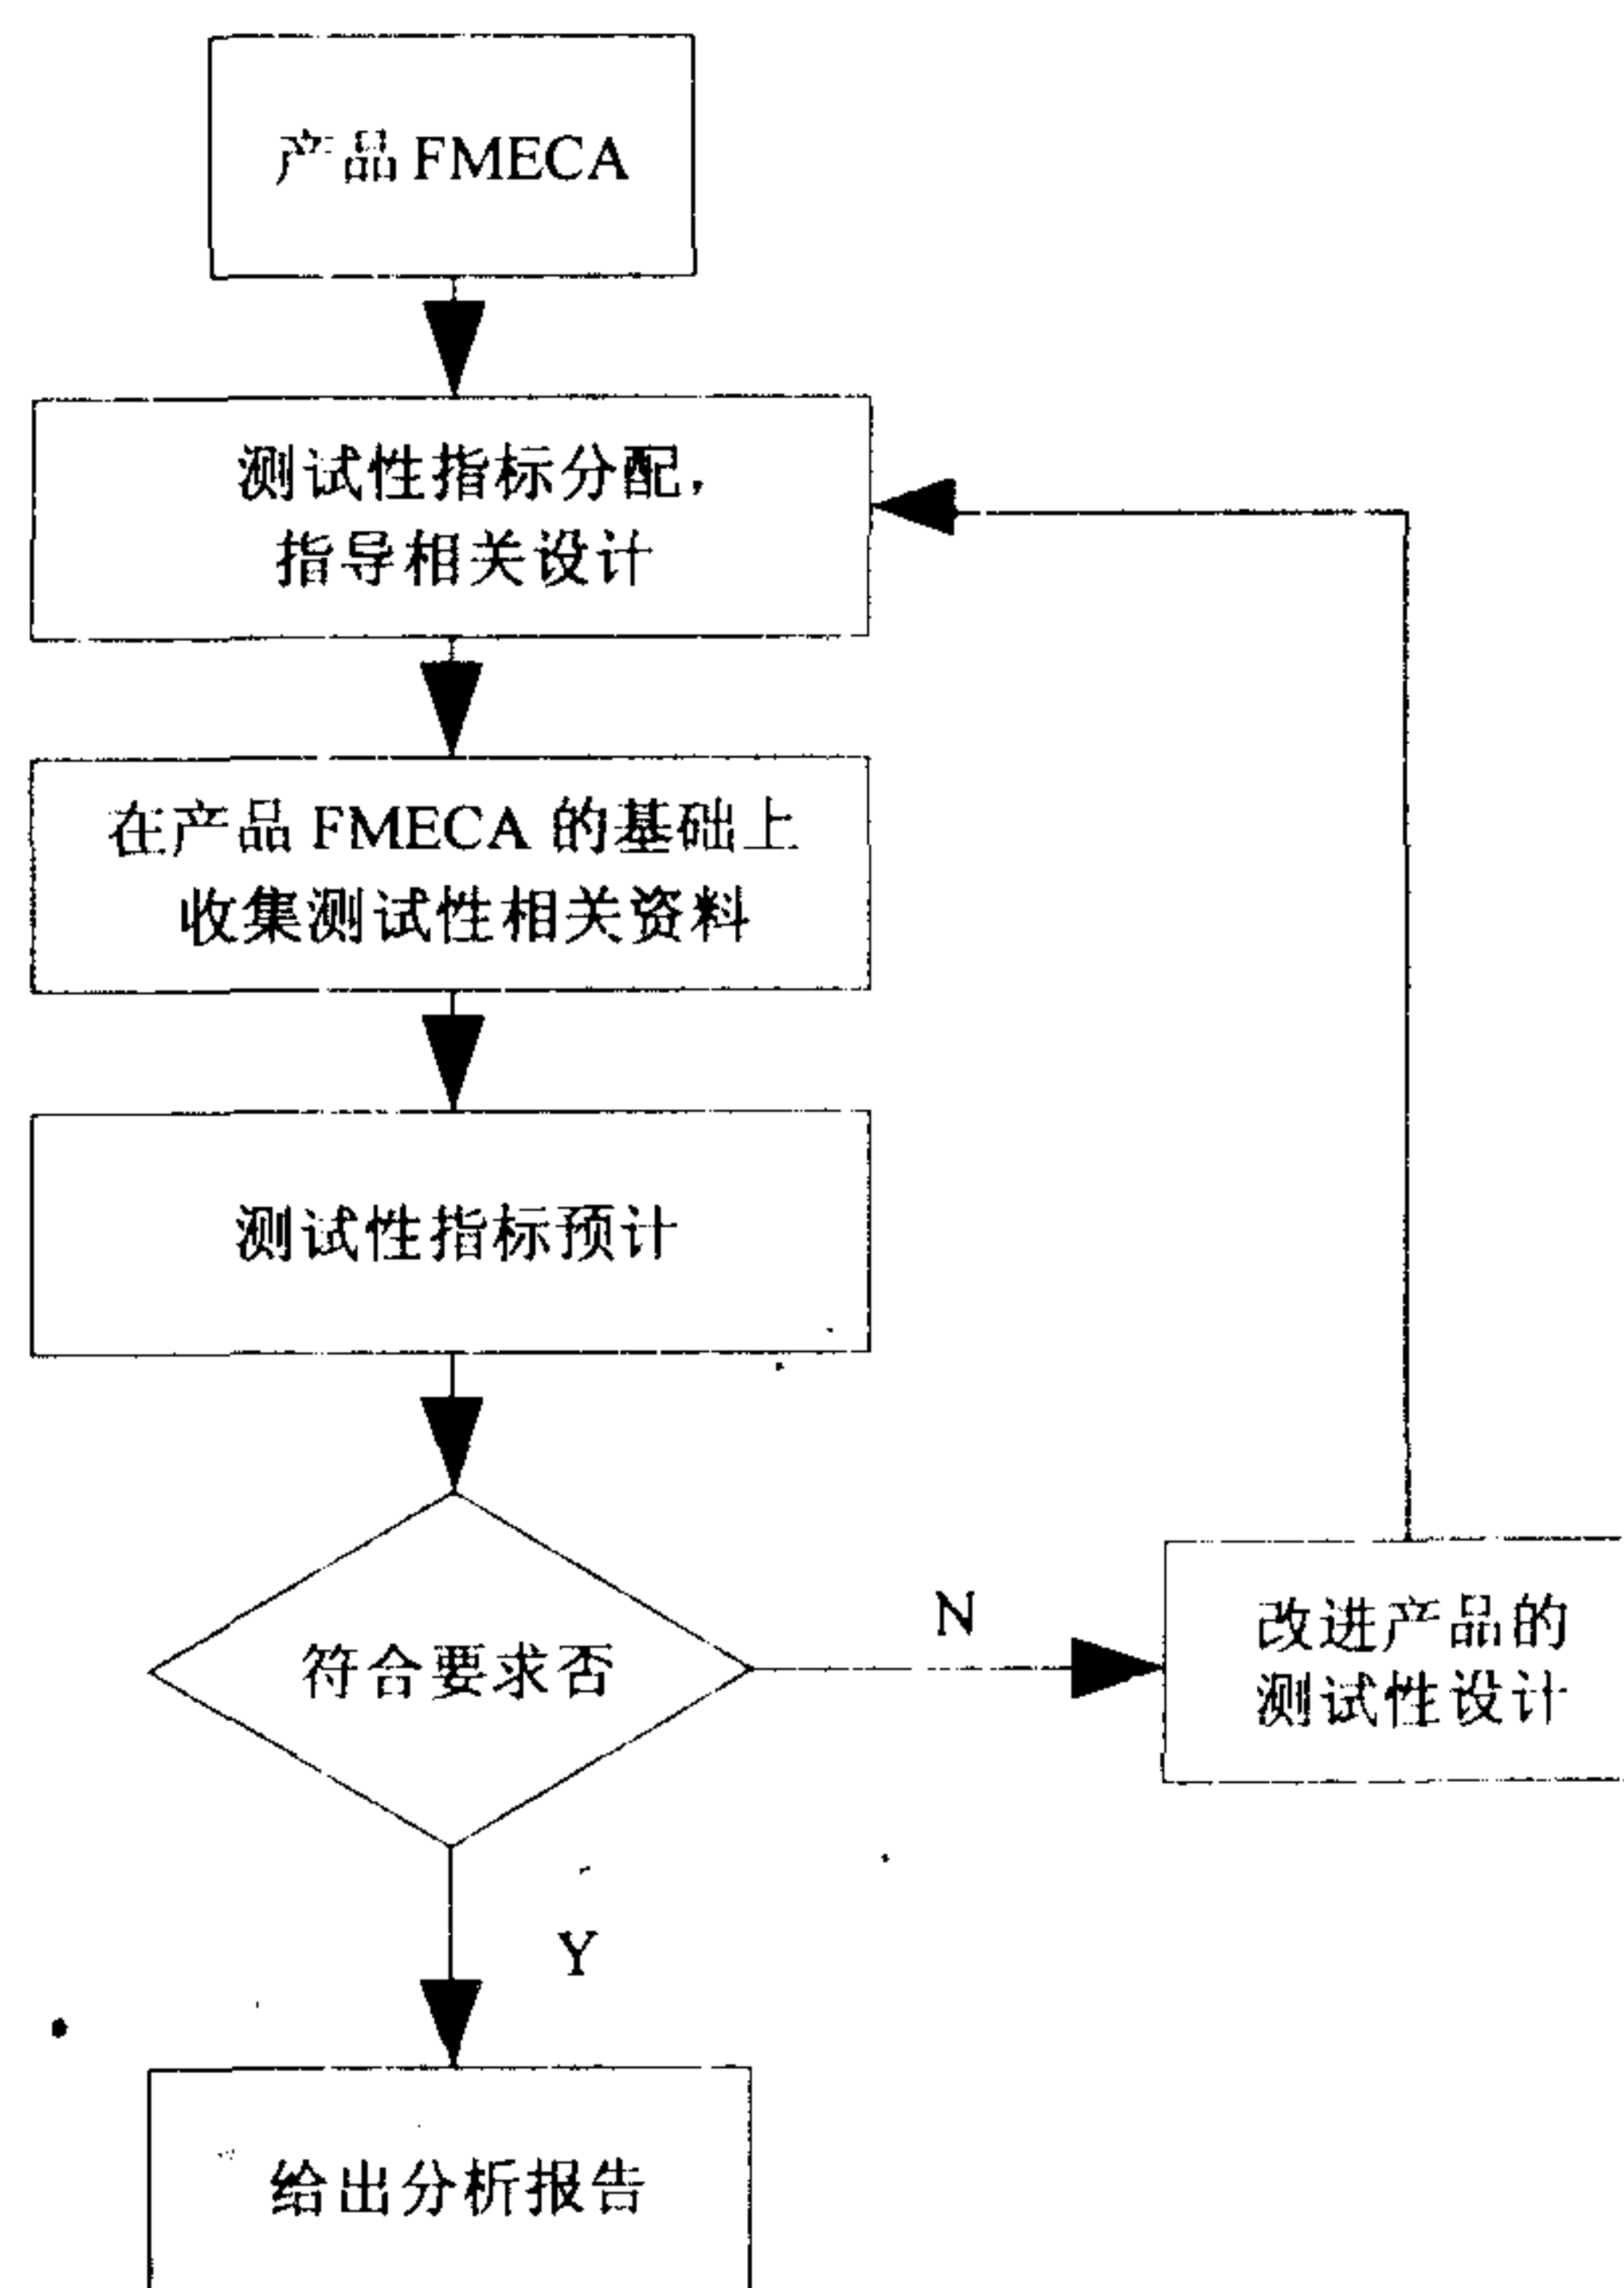 产品 FMECA
测试性指标分配，
指导相关设计
在产品 FMECA 的基础上
收集测试性相关资料
测试性指标预计
符合要求否
N
改进产品的
测试性设计
Y
给出分析报告